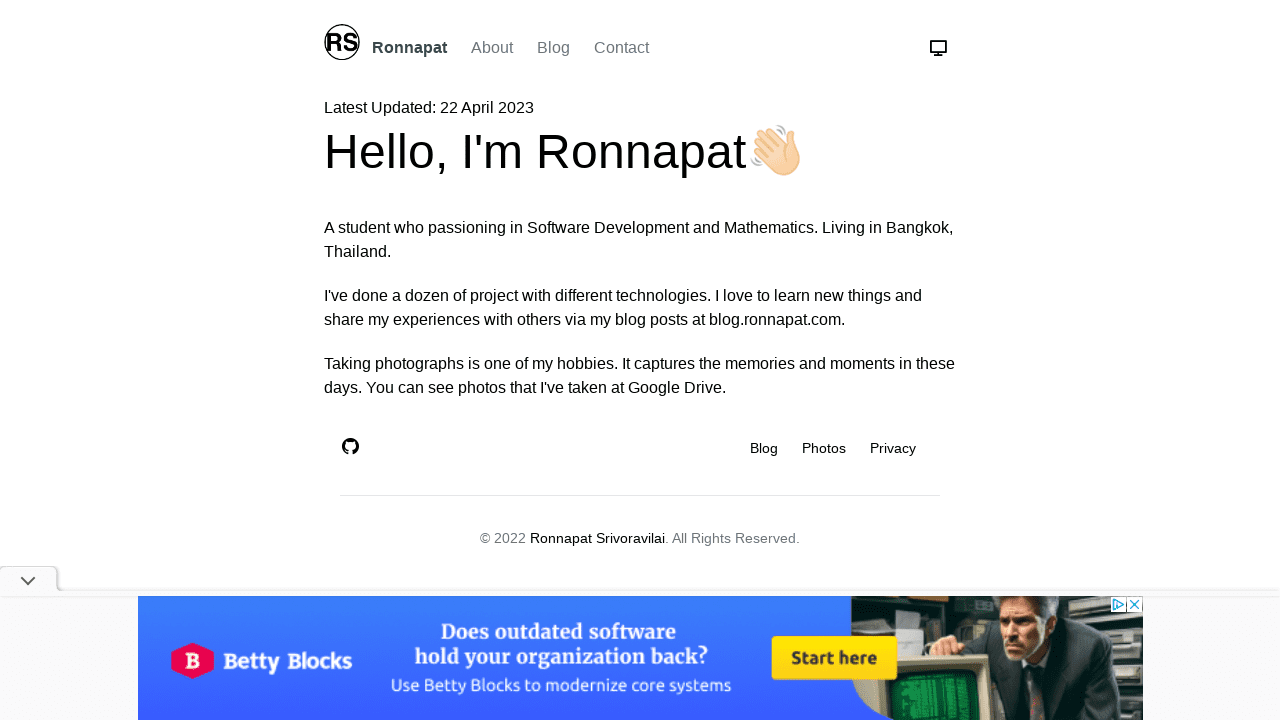 RS Ronnapat About Blog Contact
Latest Updated: 22 April 2023
Hello, I'm Ronnapat👋🏻
A student who passioning in Software Development and Mathematics. Living in Bangkok,
Thailand.
I've done a dozen of project with different technologies. I love to learn new things and
share my experiences with others via my blog posts at blog.ronnapat.com.
Taking photographs is one of my hobbies. It captures the memories and moments in these
days. You can see photos that I've taken at Google Drive.
Blog Photos Privacy
© 2022 Ronnapat Srivoravilai. All Rights Reserved.
B Betty Blocks
Does outdated software
hold your organization back?
Use Betty Blocks to modernize core systems
Start here